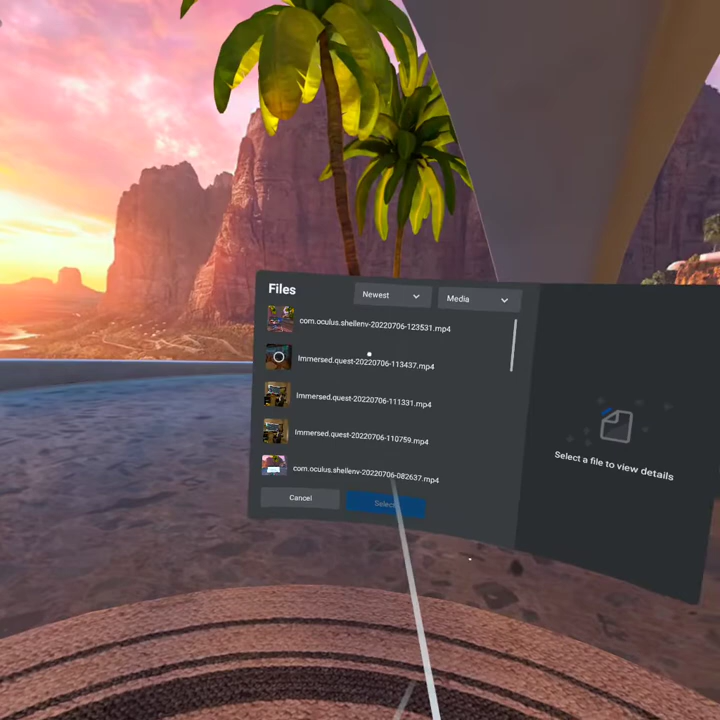 Files
Newest
Media
com.oculus.shellenv-20220706-123531.mp4
Immersed.quest-20220706-113437.mp4
Immersed.quest-20220706-111331.mp4
Immersed.quest-20220706-110759.mp4
com.oculus.shellenv-20220706-082637.mp4
Select a file to view details
Cancel
Select